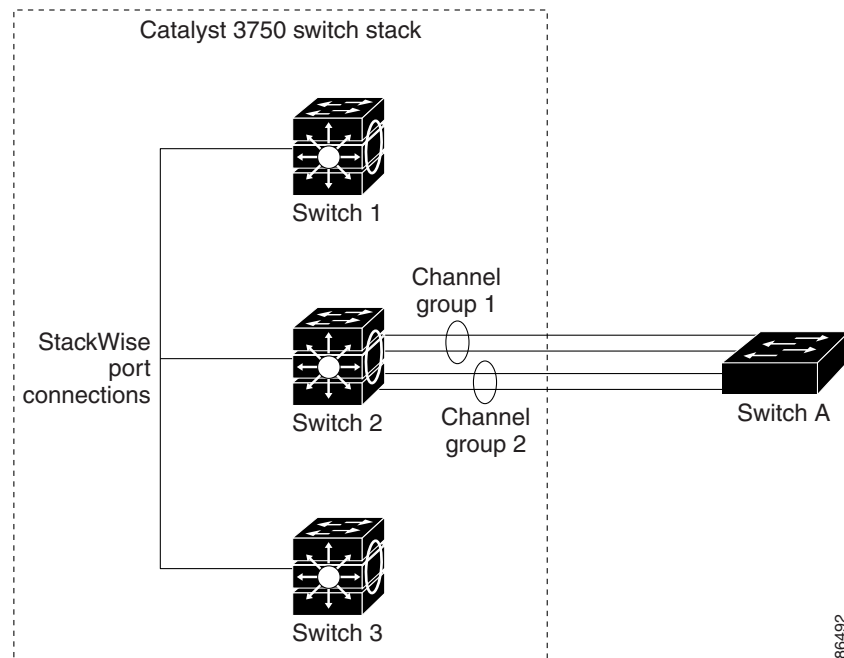 Catalyst 3750 switch stack
Switch 1
Channel
group 1
StackWise
port
connections
Switch 2
Channel
group 2
Switch A
Switch 3
86492